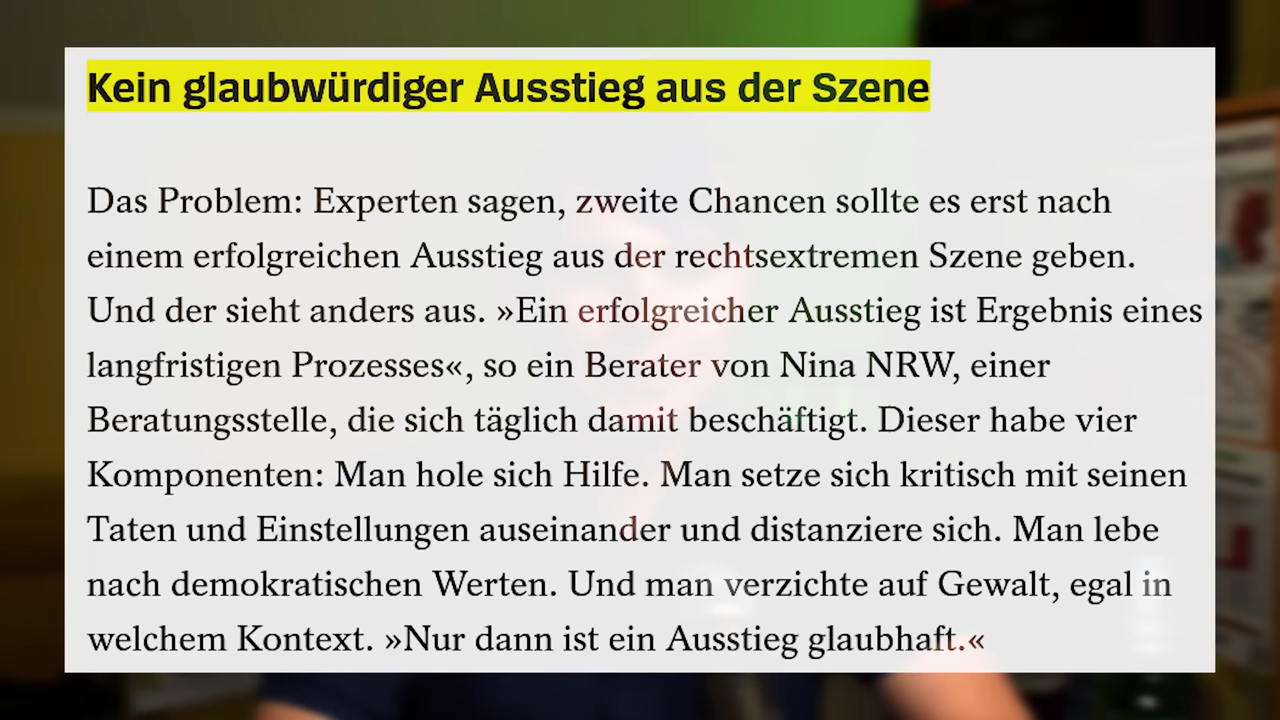 Kein glaubwürdiger Ausstieg aus der Szene
Das Problem: Experten sagen, zweite Chancen sollte es erst nach
einem erfolgreichen Ausstieg aus der rechtsextremen Szene geben.
Und der sieht anders aus. »Ein erfolgreicher Ausstieg ist Ergebnis eines
langfristigen Prozesses«, so ein Berater von Nina NRW, einer
Beratungsstelle, die sich täglich damit beschäftigt. Dieser habe vier
Komponenten: Man hole sich Hilfe. Man setze sich kritisch mit seinen
Taten und Einstellungen auseinander und distanziere sich. Man lebe
nach demokratischen Werten. Und man verzichte auf Gewalt, egal in
welchem Kontext. »Nur dann ist ein Ausstieg glaubhaft.«